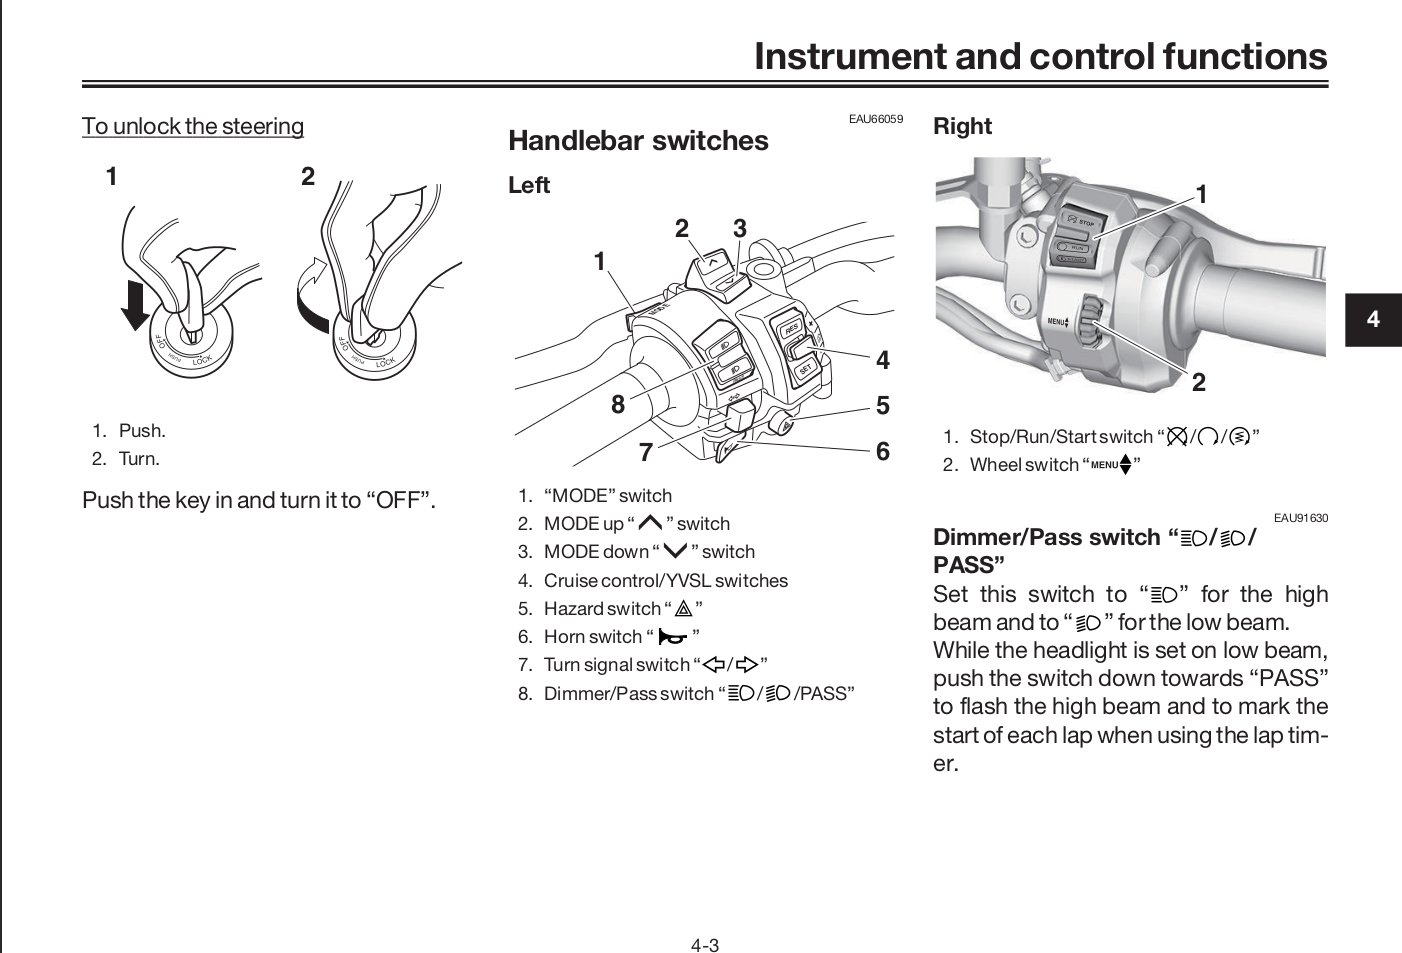 Instrument and control functions
To unlock the steering
1
2
OFF
PUSH
LOCK
OFF
PUSH
LOCK
1. Push.
2. Turn.
Push the key in and turn it to “OFF”.
EAU66059
Handlebar switches
Left
1
2
3
4
5
6
7
8
MODE
RES
SET
1. “MODE” switch
2. MODE up “ ” switch
3. MODE down “ ” switch
4. Cruise control/YVSL switches
5. Hazard switch “ ”
6. Horn switch “ ”
7. Turn signal switch “ / ”
8. Dimmer/Pass switch “ / /PASS”
Right
1
2
STOP
RUN
MENU
1. Stop/Run/Start switch “ / / ”
2. Wheel switch “MENU ”
EAU91630
Dimmer/Pass switch “ / /
PASS”
Set this switch to “ ” for the high
beam and to “ ” for the low beam.
While the headlight is set on low beam,
push the switch down towards “PASS”
to flash the high beam and to mark the
start of each lap when using the lap tim-
er.
4
4-3